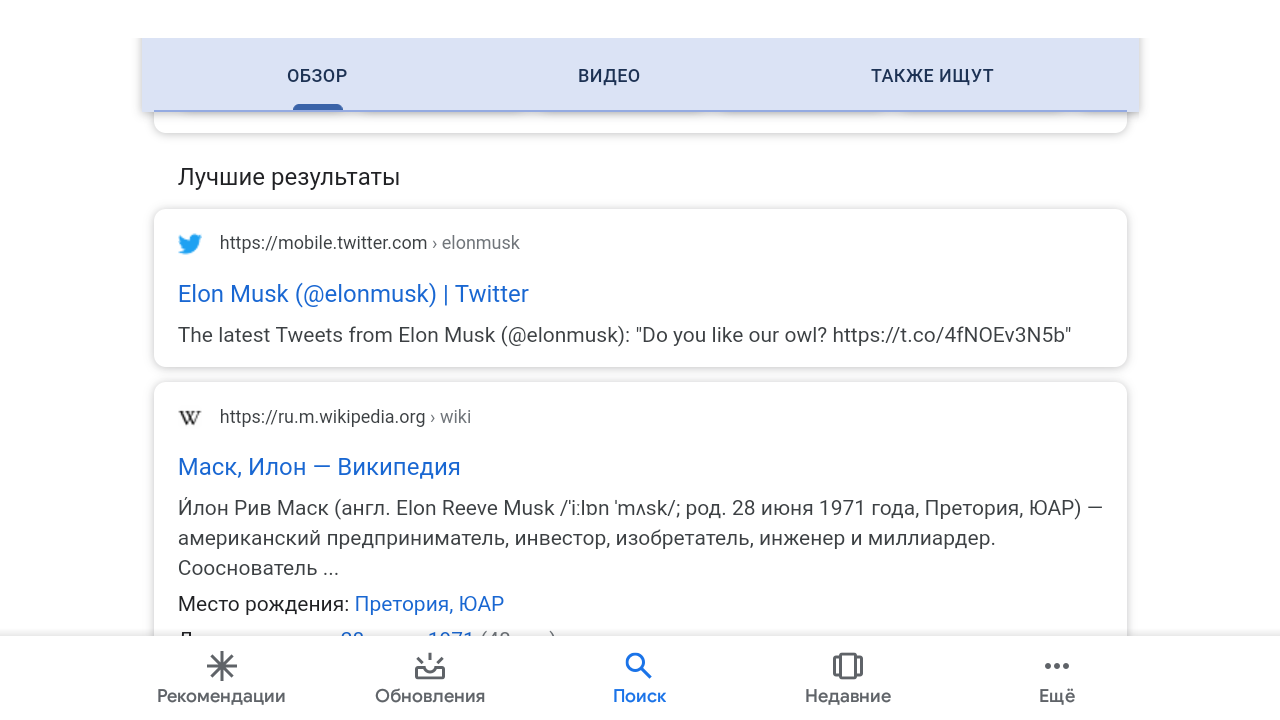 ОБЗОР ВИДЕО ТАКЖЕ ИЩУТ
Лучшие результаты
https://mobile.twitter.com › elonmusk
Elon Musk (@elonmusk) | Twitter
The latest Tweets from Elon Musk (@elonmusk): "Do you like our owl? https://t.co/4fNOEv3N5b"
https://ru.m.wikipedia.org › wiki
Маск, Илон — Википедия
И́лон Рив Маск (англ. Elon Reeve Musk /ˈiːlɒn ˈmʌsk/; род. 28 июня 1971 года, Претория, ЮАР) —
американский предприниматель, инвестор, изобретатель, инженер и миллиардер.
Сооснователь ...
Место рождения: Претория, ЮАР
Рекомендации Обновления Поиск Недавние Ещё